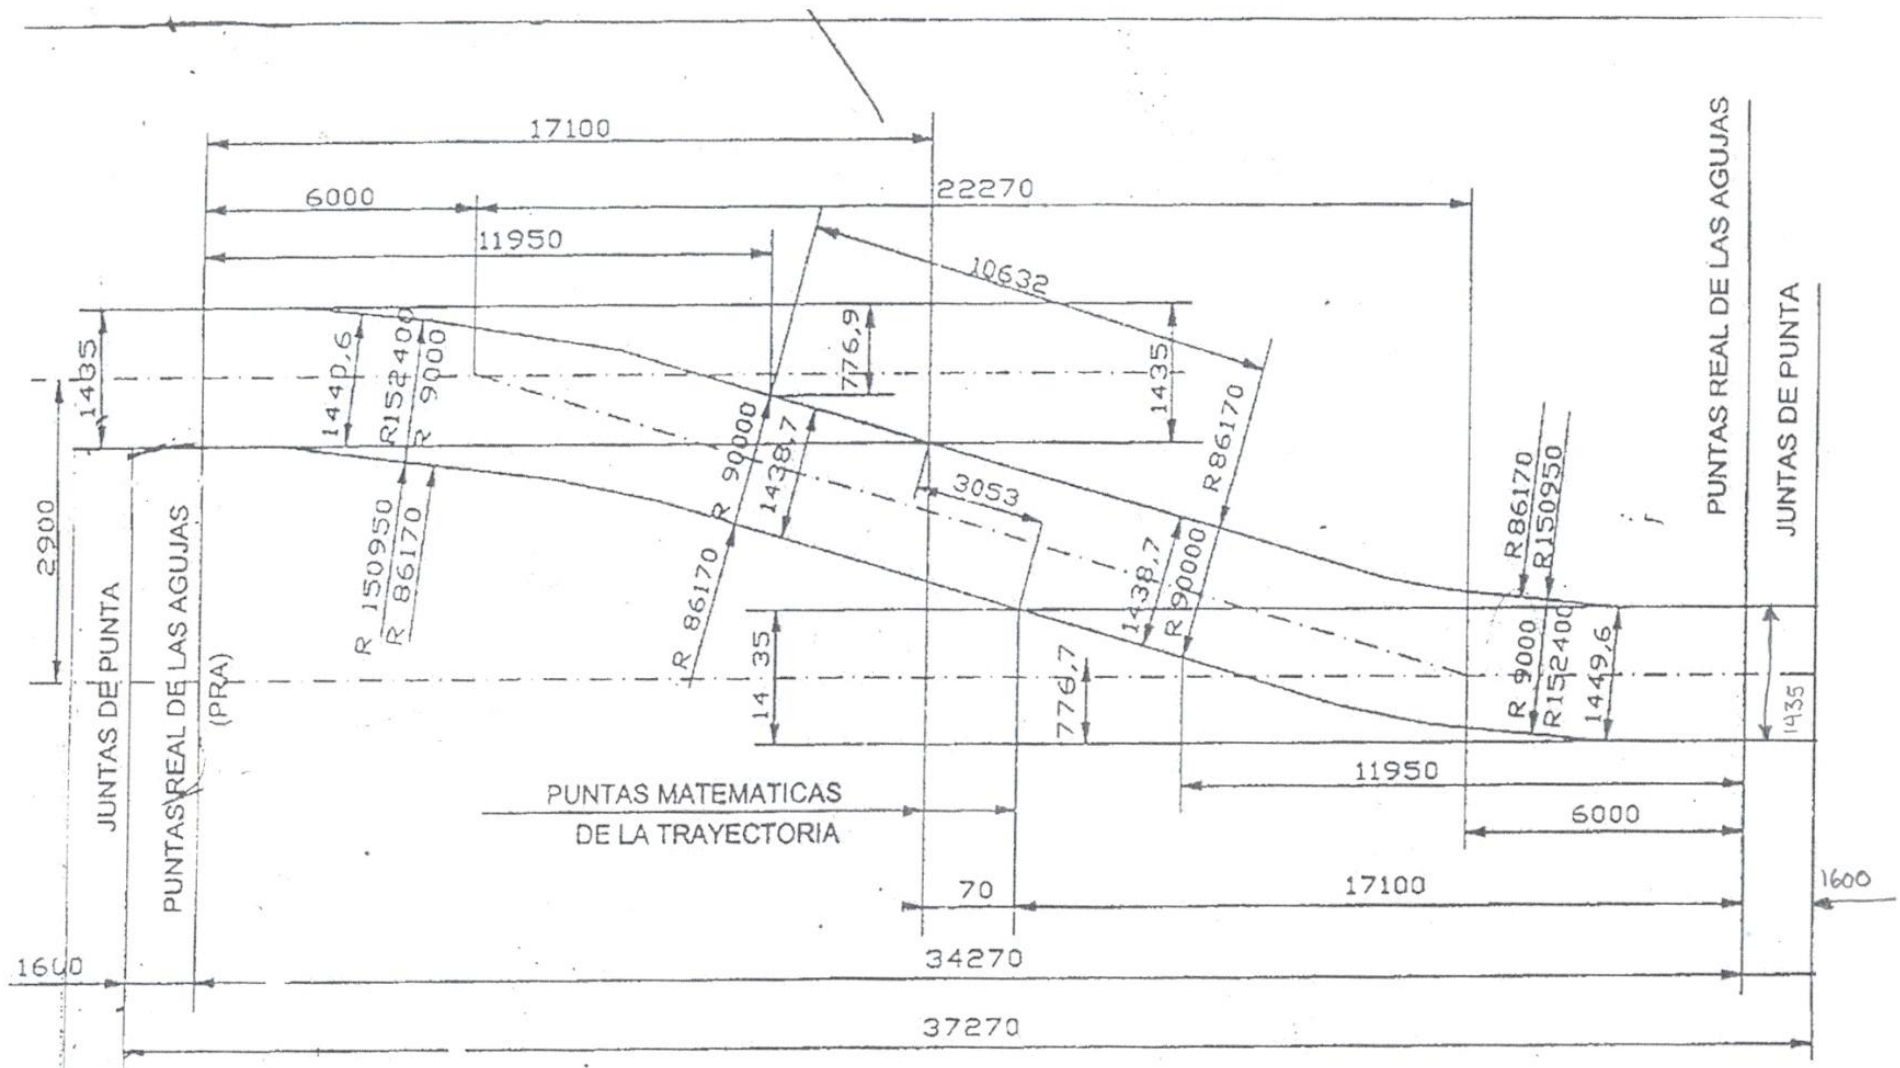 17100
6000
22270
11950
10632
1435
1440,6
R152400
R 9000
776,9
1435
2900
R 150950
R 86170
R 90000
1438,7
R 86170
3053
R86170
1438,7
R 90000
R86170
R150950
R 9000
R152400
1449,6
1435
14 35
776,7
JUNTAS DE PUNTA
PUNTAS REAL DE LAS AGUJAS
(PRA)
PUNTAS REAL DE LAS AGUJAS
JUNTAS DE PUNTA
11950
6000
PUNTAS MATEMATICAS
DE LA TRAYECTORIA
70
17100
1600
1600
34270
37270